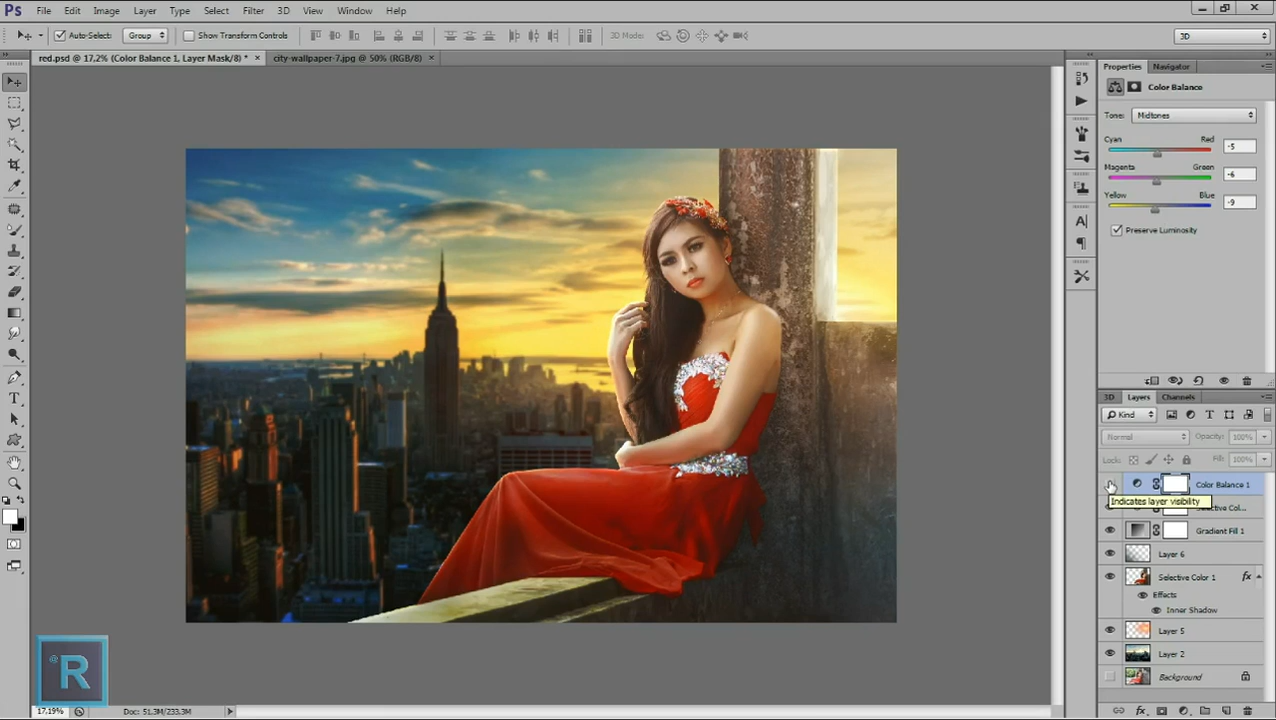 Ps File Edit Image Layer Type Select Filter 3D View Window Help
Auto-Select: Group Show Transform Controls 3D Mode: 3D
red.psd @ 17,2% (Color Balance 1, Layer Mask/8) * × city-wallpaper-7.jpg @ 50% (RGB/8) ×
Properties Navigator
Color Balance
Tone: Midtones
Cyan Red -5
Magenta Green -6
Yellow Blue -9
Preserve Luminosity
3D Layers Channels
Kind
Normal Opacity: 100%
Lock: Fill: 100%
Color Balance 1
Indicates layer visibility
Selective Col...
Gradient Fill 1
Layer 6
Selective Color 1 fx
Effects
Inner Shadow
Layer 5
Layer 2
Background
@R
17.19% Doc: 51.3M/233.3M